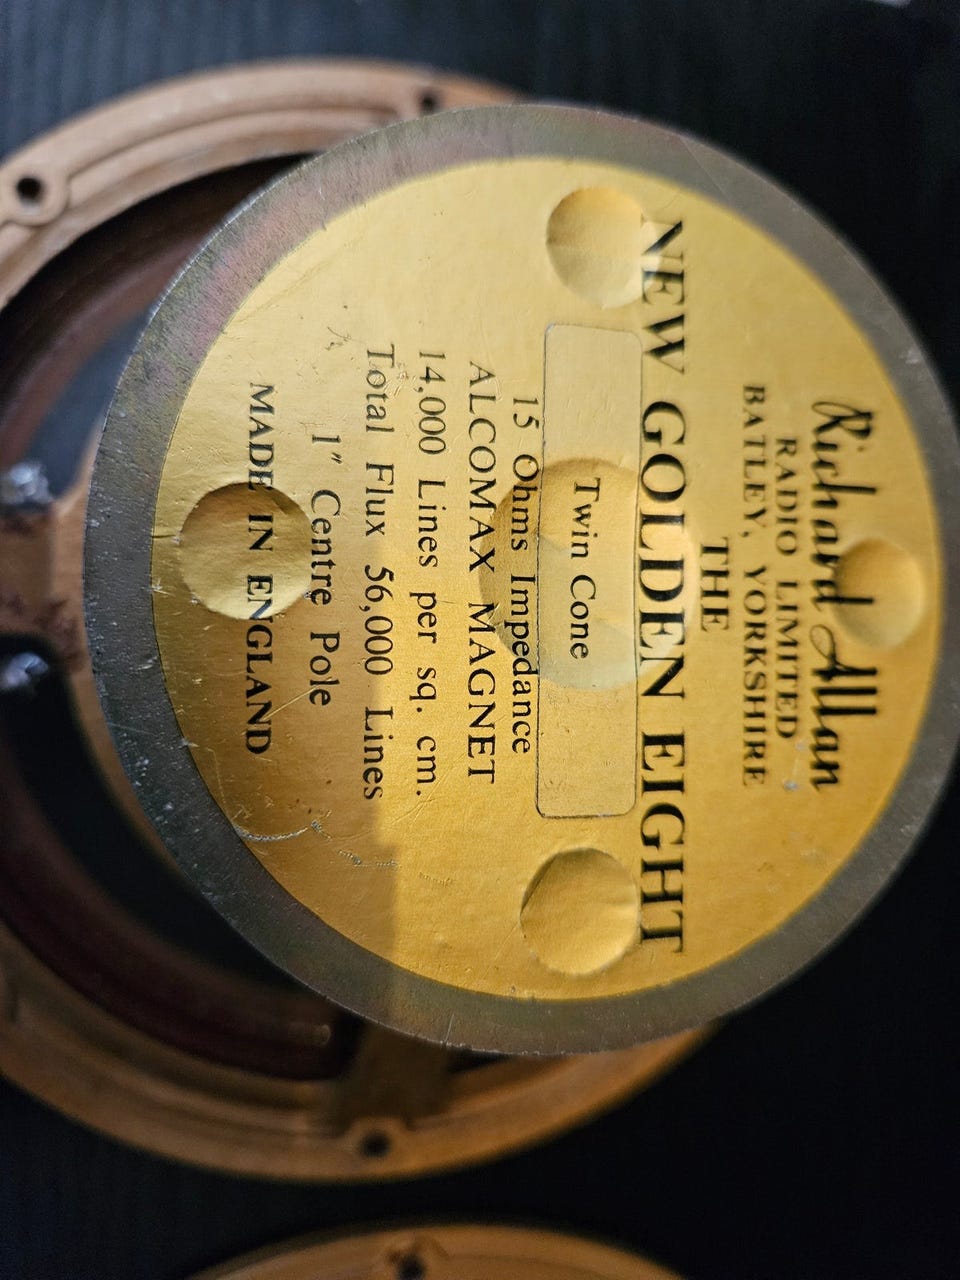 Richard Allan
RADIO LIMITED
BATLEY, YORKSHIRE
THE
NEW GOLDEN EIGHT
Twin Cone
15 Ohms Impedance
ALCOMAX MAGNET
14,000 Lines per sq. cm.
Total Flux 56,000 Lines
1" Centre Pole
MADE IN ENGLAND